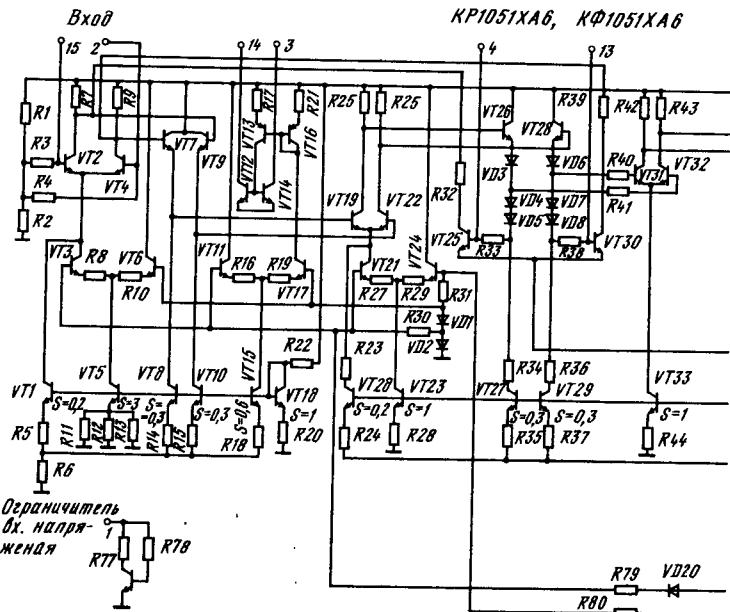 Вход
КР1051ХА6, КФ1051ХА6
15 2 14 3 4 13
R1
R7
R9
R3
VT2
R4
VT4
R2
VT7
VT9
VT13
R17
R21
VT16
VT12
VT14
R25
R25
VT26
VT28
R39
R42
R43
VD3
VD6
R40
VT31
VT32
R41
R32
VD4
VD5
VD7
VD8
VT19
VT22
VT25
R33
R38
VT30
VT3
R8
VT6
R10
VT11
R16
R19
VT17
VT21
VT24
R27
R29
R31
R30
VD1
VD2
R22
R23
R34
R36
VT1
VT5
VT8
VT10
VT15
VT18
VT28
VT23
VT27
VT29
VT33
S=0,2
S=3
S=
=0,3
S=0,3
S=0,6
S=1
S=0,2
S=1
S=0,3
S=0,3
S=1
R5
R11
R12
R13
R14
R15
R18
R20
R24
R28
R35
R37
R44
R6
Ограничитель
вх. напря-
женая
1
R77
R78
R79
VD20
R80